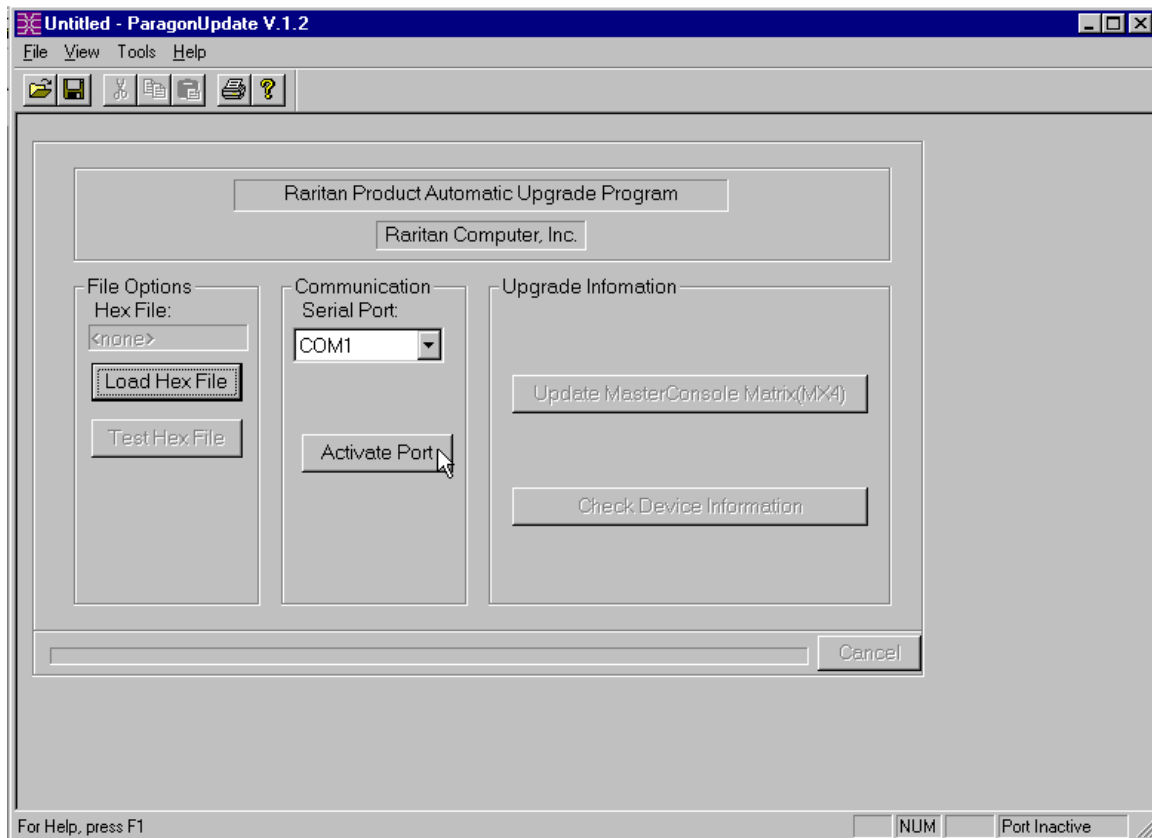 Untitled - ParagonUpdate V.1.2
File View Tools Help
Raritan Product Automatic Upgrade Program
Raritan Computer, Inc.
File Options
Hex File:
<none>
Load Hex File
Test Hex File
Communication
Serial Port:
COM1
Activate Port
Upgrade Infomation
Update MasterConsole Matrix(MX4)
Check Device Information
Cancel
For Help, press F1
NUM
Port Inactive